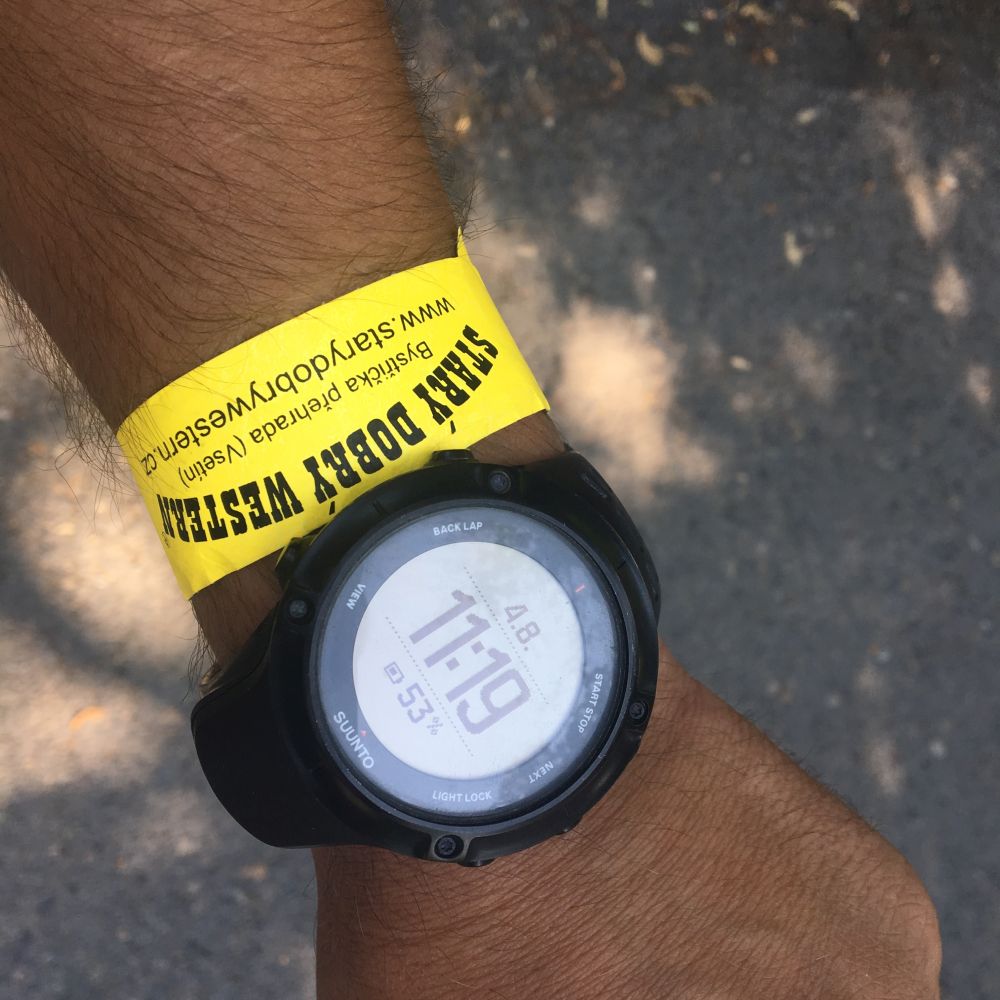 STARÝ DOBRÝ WESTERN
Bystřička přehrada (Vsetín)
www.starydobrywestern.cz
BACK LAP
VIEW
START STOP
NEXT
LIGHT LOCK
SUUNTO
4.8.
11:19
53%